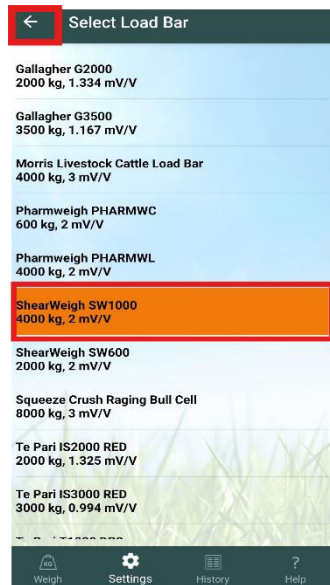 Select Load Bar
Gallagher G2000
2000 kg, 1.334 mV/V
Gallagher G3500
3500 kg, 1.167 mV/V
Morris Livestock Cattle Load Bar
4000 kg, 3 mV/V
Pharmweigh PHARMWC
600 kg, 2 mV/V
Pharmweigh PHARMWL
4000 kg, 2 mV/V
ShearWeigh SW1000
4000 kg, 2 mV/V
ShearWeigh SW600
2000 kg, 2 mV/V
Squeeze Crush Raging Bull Cell
8000 kg, 3 mV/V
Te Pari IS2000 RED
2000 kg, 1.325 mV/V
Te Pari IS3000 RED
3000 kg, 0.994 mV/V
KG
Weigh
Settings
History
?
Help